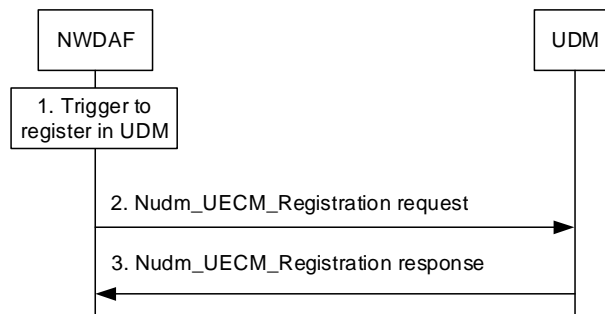 NWDAF
UDM
1. Trigger to
register in UDM
2. Nudm_UECM_Registration request
3. Nudm_UECM_Registration response